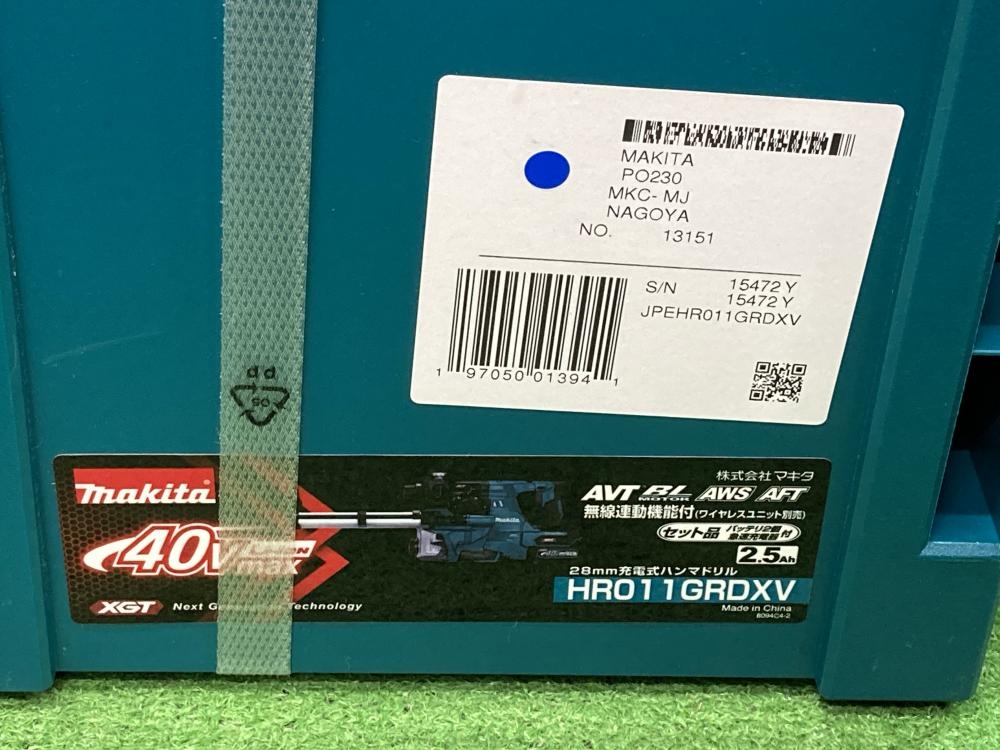 MAKITA
PO230
MKC- MJ
NAGOYA
NO. 13151
S/N 15472 Y
15472 Y
JPEHR011GRDXV
1 97050 01394 1
makita
40Vmax
XGT Next Generation Technology
株式会社マキタ
AVT BL MOTOR AWS AFT
無線連動機能付(ワイヤレスユニット別売)
セット品 バッテリ2個 急速充電器 付
2.5Ah
28mm充電式ハンマドリル
HR011GRDXV
Made in China
8094C4-2